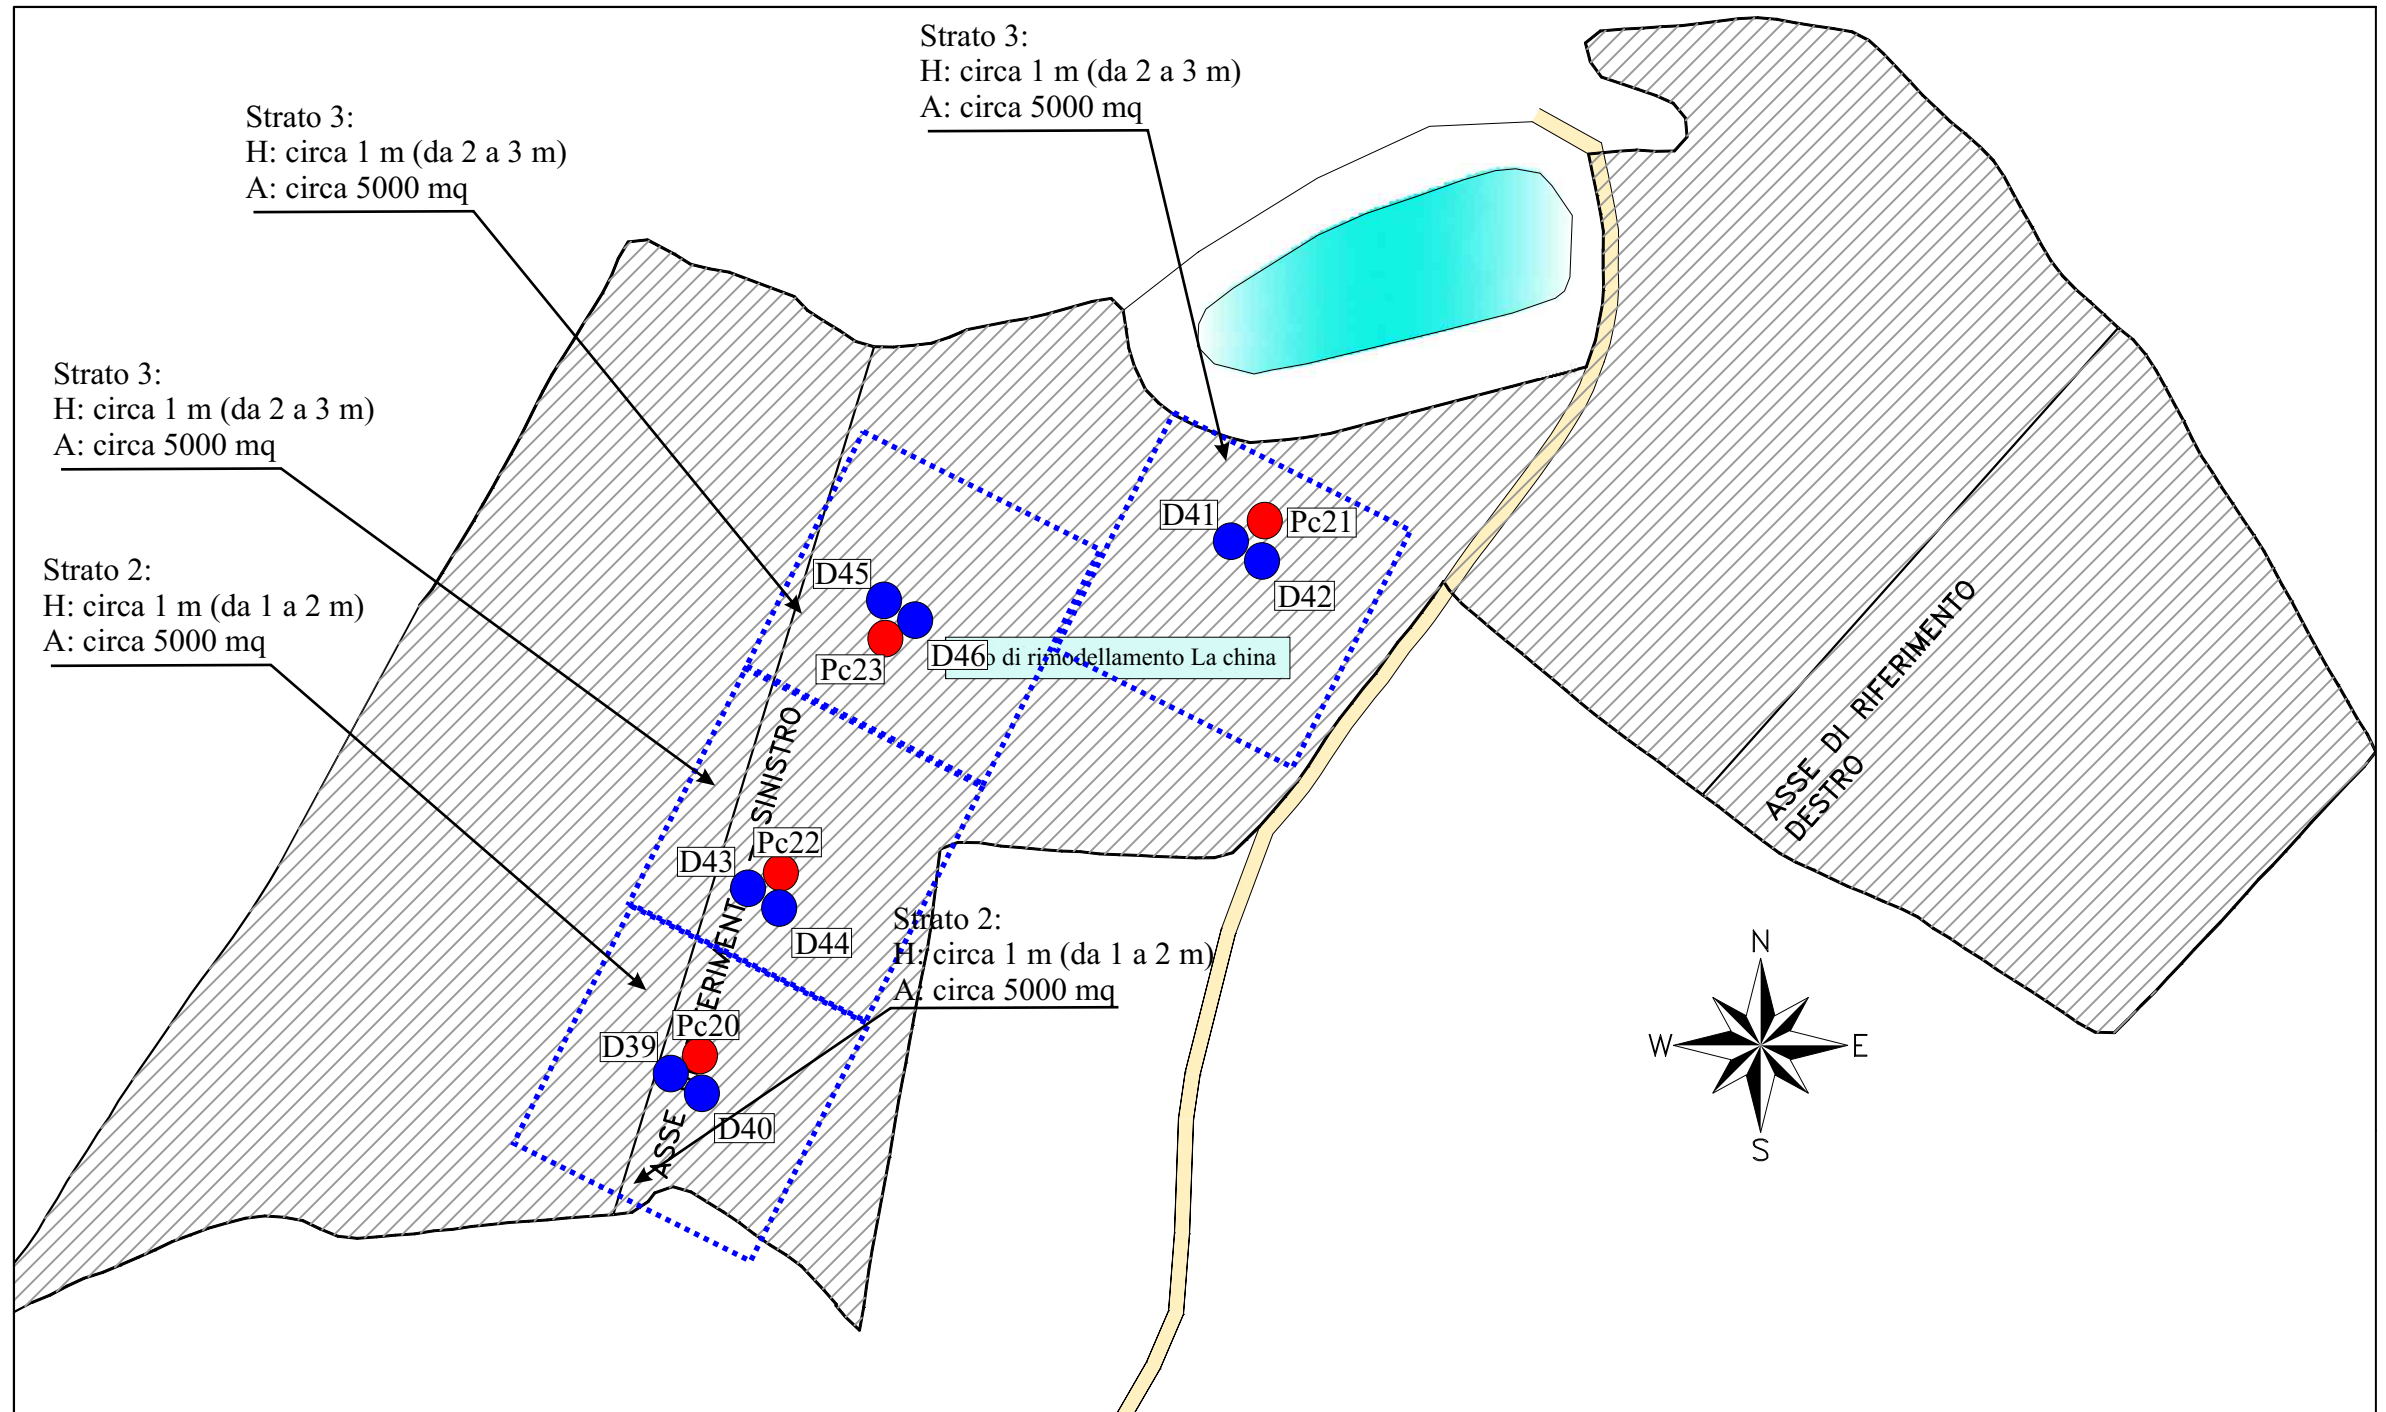 Strato 3:
H: circa 1 m (da 2 a 3 m)
A: circa 5000 mq
Strato 3:
H: circa 1 m (da 2 a 3 m)
A: circa 5000 mq
Strato 3:
H: circa 1 m (da 2 a 3 m)
A: circa 5000 mq
Strato 2:
H: circa 1 m (da 1 a 2 m)
A: circa 5000 mq
D41
Pc21
D42
D45
D46
Pc23
di rimodellamento La china
ASSE DI RIFERIMENTO
DESTRO
SINISTRO
Pc22
D43
D44
Strato 2:
H: circa 1 m (da 1 a 2 m)
A: circa 5000 mq
Pc20
D39
D40
ASSE
N
W
E
S